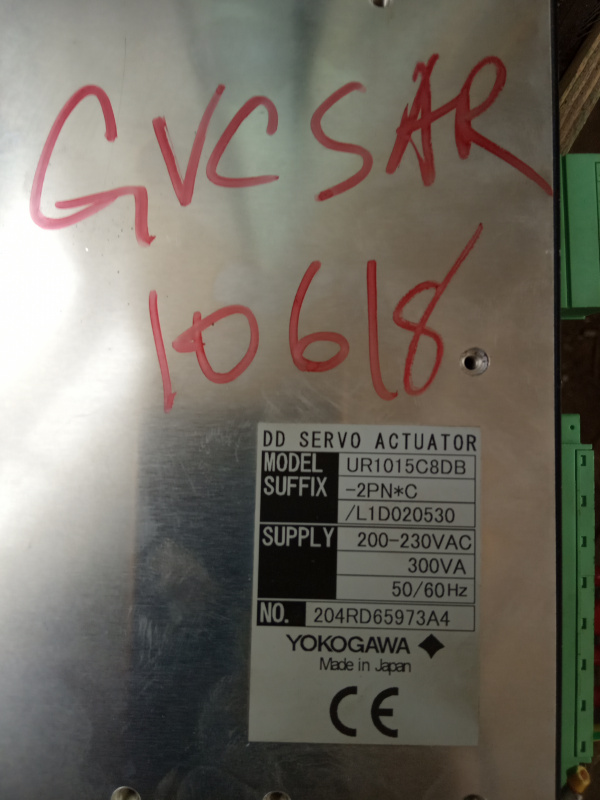 GVCSAR
10618
DD SERVO ACTUATOR
MODEL UR1015C8DB
SUFFIX -2PN*C
/L1D020530
SUPPLY 200-230VAC
300VA
50/60Hz
NO. 204RD65973A4
YOKOGAWA
Made in Japan
CE